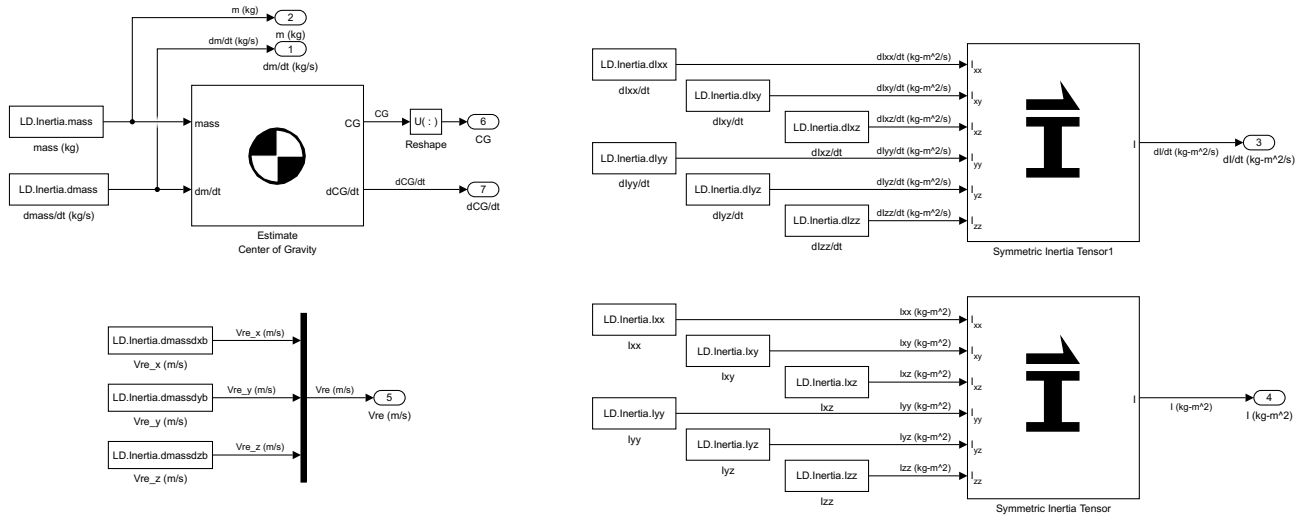 m (kg)
2
m (kg)
dm/dt (kg/s)
1
dm/dt (kg/s)
LD.Inertia.mass
mass (kg)
LD.Inertia.dmass
dmass/dt (kg/s)
mass
dm/dt
CG
dCG/dt
Estimate
Center of Gravity
CG
U( : )
Reshape
6
CG
dCG/dt
7
dCG/dt
LD.Inertia.dIxx
dIxx/dt
dIxx/dt (kg-m^2/s)
LD.Inertia.dIxy
dIxy/dt
dIxy/dt (kg-m^2/s)
LD.Inertia.dIxz
dIxz/dt
dIxz/dt (kg-m^2/s)
LD.Inertia.dIyy
dIyy/dt
dIyy/dt (kg-m^2/s)
LD.Inertia.dIyz
dIyz/dt
dIyz/dt (kg-m^2/s)
LD.Inertia.dIzz
dIzz/dt
dIzz/dt (kg-m^2/s)
Ixx
Ixy
Ixz
Iyy
Iyz
Izz
I
Symmetric Inertia Tensor1
dI/dt (kg-m^2/s)
3
dI/dt (kg-m^2/s)
LD.Inertia.dmassdxb
Vre_x (m/s)
Vre_x (m/s)
LD.Inertia.dmassdyb
Vre_y (m/s)
Vre_y (m/s)
LD.Inertia.dmassdzb
Vre_z (m/s)
Vre_z (m/s)
Vre (m/s)
5
Vre (m/s)
LD.Inertia.Ixx
Ixx
Ixx (kg-m^2)
LD.Inertia.Ixy
Ixy
Ixy (kg-m^2)
LD.Inertia.Ixz
Ixz
Ixz (kg-m^2)
LD.Inertia.Iyy
Iyy
Iyy (kg-m^2)
LD.Inertia.Iyz
Iyz
Iyz (kg-m^2)
LD.Inertia.Izz
Izz
Izz (kg-m^2)
Ixx
Ixy
Ixz
Iyy
Iyz
Izz
I
Symmetric Inertia Tensor
I (kg-m^2)
4
I (kg-m^2)